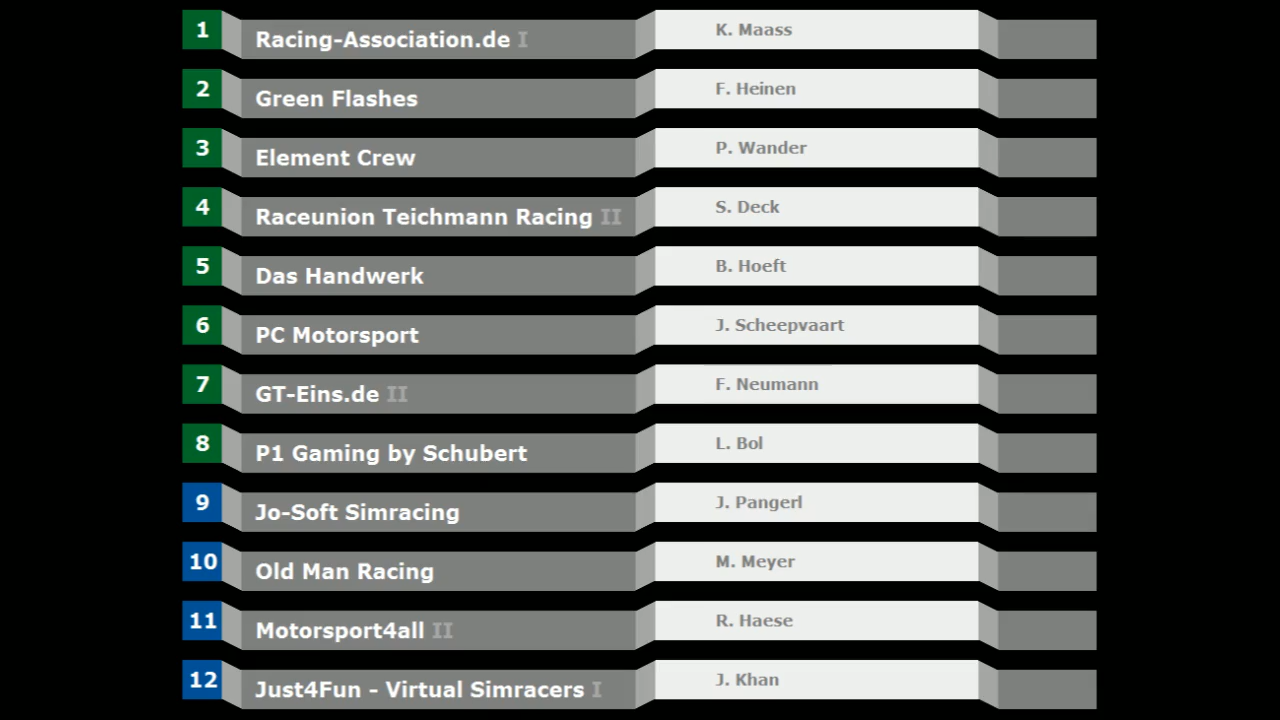 1 Racing-Association.de I K. Maass
2 Green Flashes F. Heinen
3 Element Crew P. Wander
4 Raceunion Teichmann Racing II S. Deck
5 Das Handwerk B. Hoeft
6 PC Motorsport J. Scheepvaart
7 GT-Eins.de II F. Neumann
8 P1 Gaming by Schubert L. Bol
9 Jo-Soft Simracing J. Pangerl
10 Old Man Racing M. Meyer
11 Motorsport4all II R. Haese
12 Just4Fun - Virtual Simracers I J. Khan